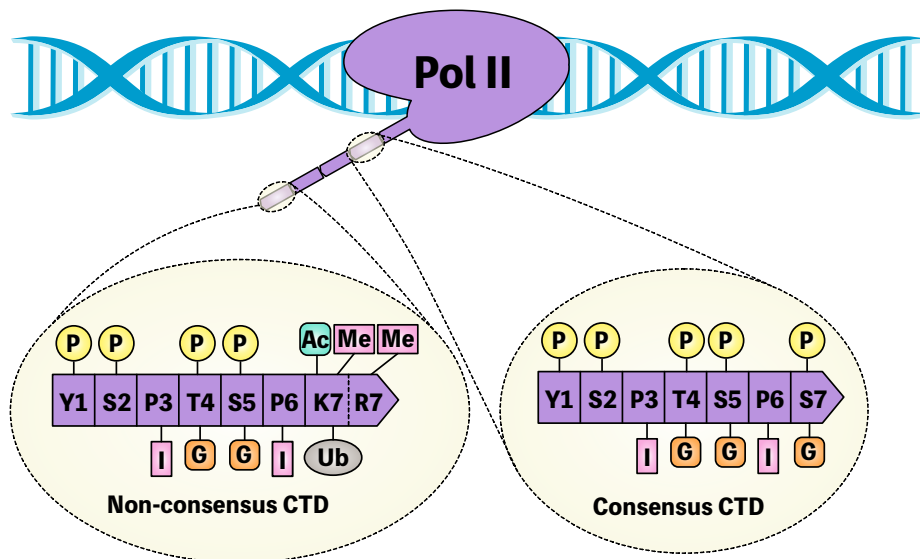 Pol II
P P P P Ac Me Me
Y1 S2 P3 T4 S5 P6 K7 R7
I G G I Ub
Non-consensus CTD
P P P P P
Y1 S2 P3 T4 S5 P6 S7
I G G I G
Consensus CTD